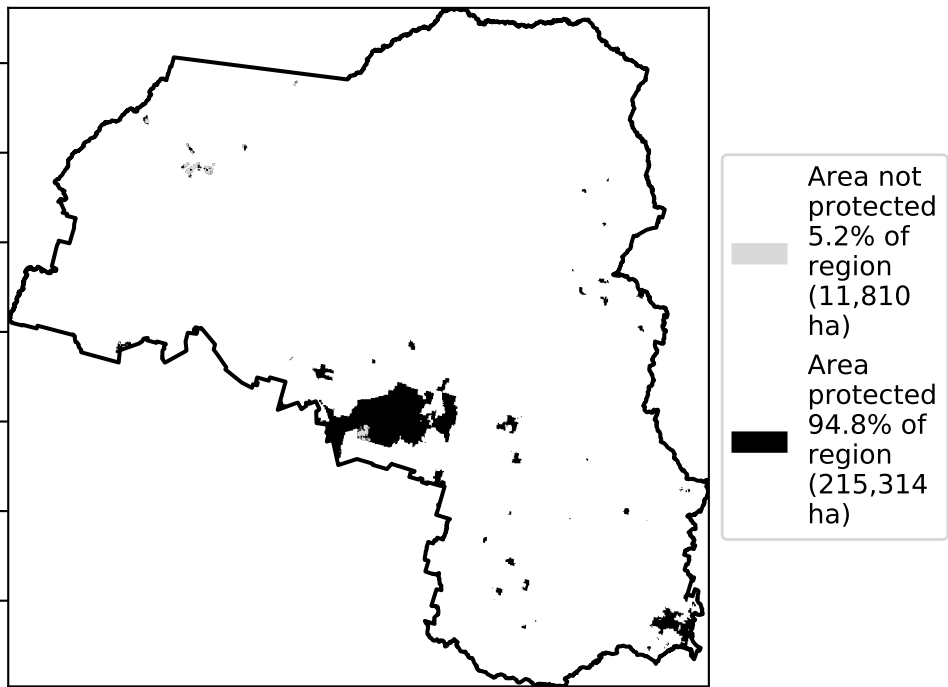 Area not
protected
5.2% of
region
(11,810
ha)
Area
protected
94.8% of
region
(215,314
ha)